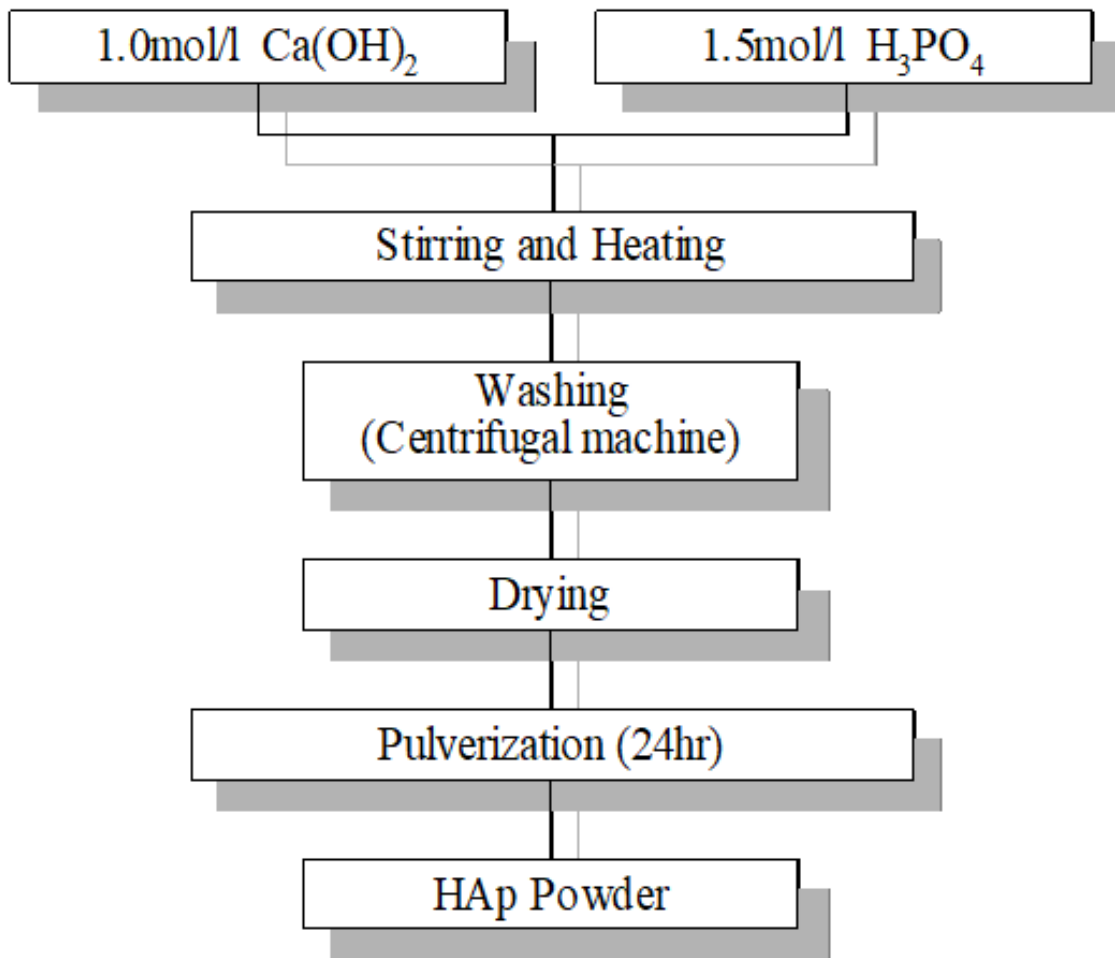 1.0mol/l Ca(OH)₂
1.5mol/l H₃PO₄
Stirring and Heating
Washing
(Centrifugal machine)
Drying
Pulverization (24hr)
HAp Powder